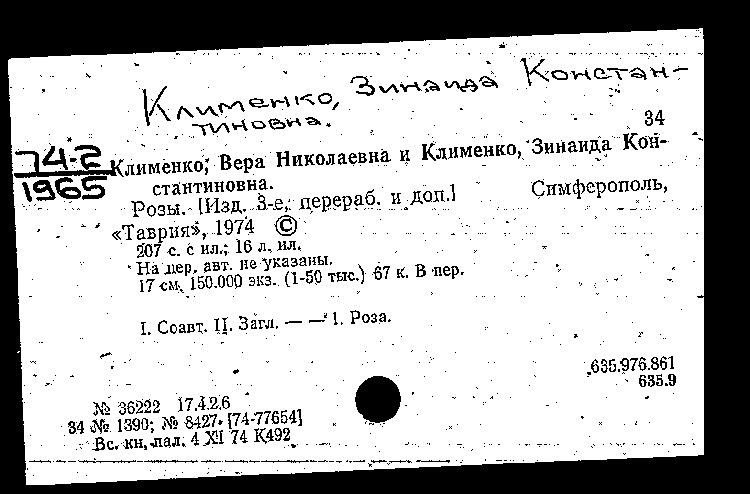 Клименко, Зинаида Констан-
тиновна.
34
74-2
1965
Клименко, Вера Николаевна и Клименко, Зинаида Кон-
стантиновна.
Розы. [Изд. 3-е, перераб. и доп.] Симферополь,
«Таврия», 1974 ©
207 с. с ил.; 16 л. ил.
На пер. авт. не указаны.
17 см. 150.000 экз. (1-50 тыс.) 67 к. В пер.
I. Соавт. II. Загл. — — 1. Роза.
635.976.861
635.9
№ 36222 17.4.2.6
34 № 1390; № 8427. [74-77654]
Вс. кн. пал. 4 XII 74 К492